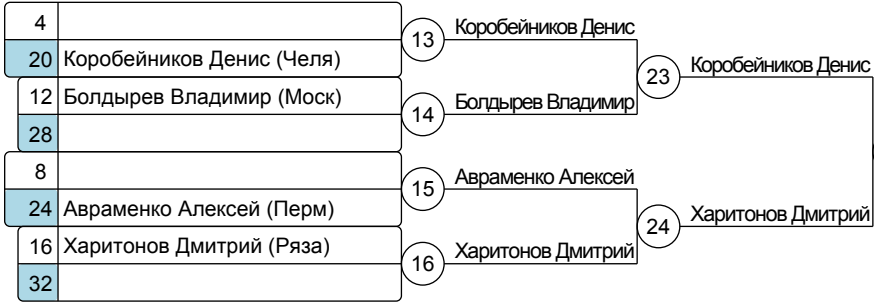 4
20 Коробейников Денис (Челя)
12 Болдырев Владимир (Моск)
28
8
24 Авраменко Алексей (Перм)
16 Харитонов Дмитрий (Ряза)
32
13 Коробейников Денис
14 Болдырев Владимир
15 Авраменко Алексей
16 Харитонов Дмитрий
23 Коробейников Денис
24 Харитонов Дмитрий